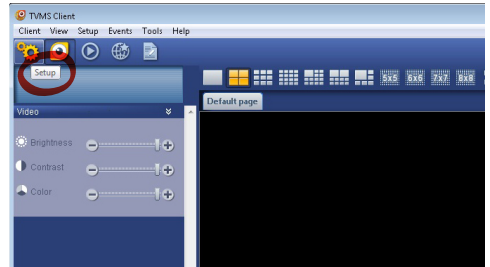 TVMS Client
Client View Setup Events Tools Help
Setup
5x5 6x6 7x7 8x8
Default page
Video
Brightness
Contrast
Color